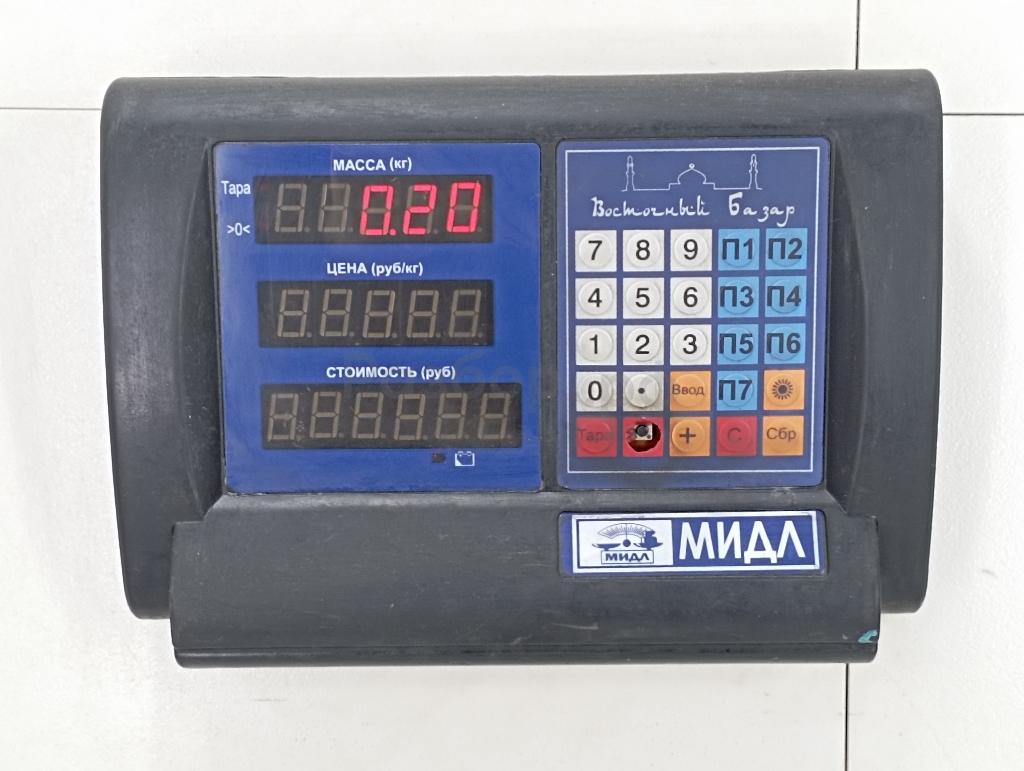 МАССА (кг)
Тара
0.20
>0<
ЦЕНА (руб/кг)
СТОИМОСТЬ (руб)
Восточный Базар
7 8 9 П1 П2
4 5 6 П3 П4
1 2 3 П5 П6
0 . Ввод П7
Тара + С Сбр
МИДЛ
МИДЛ